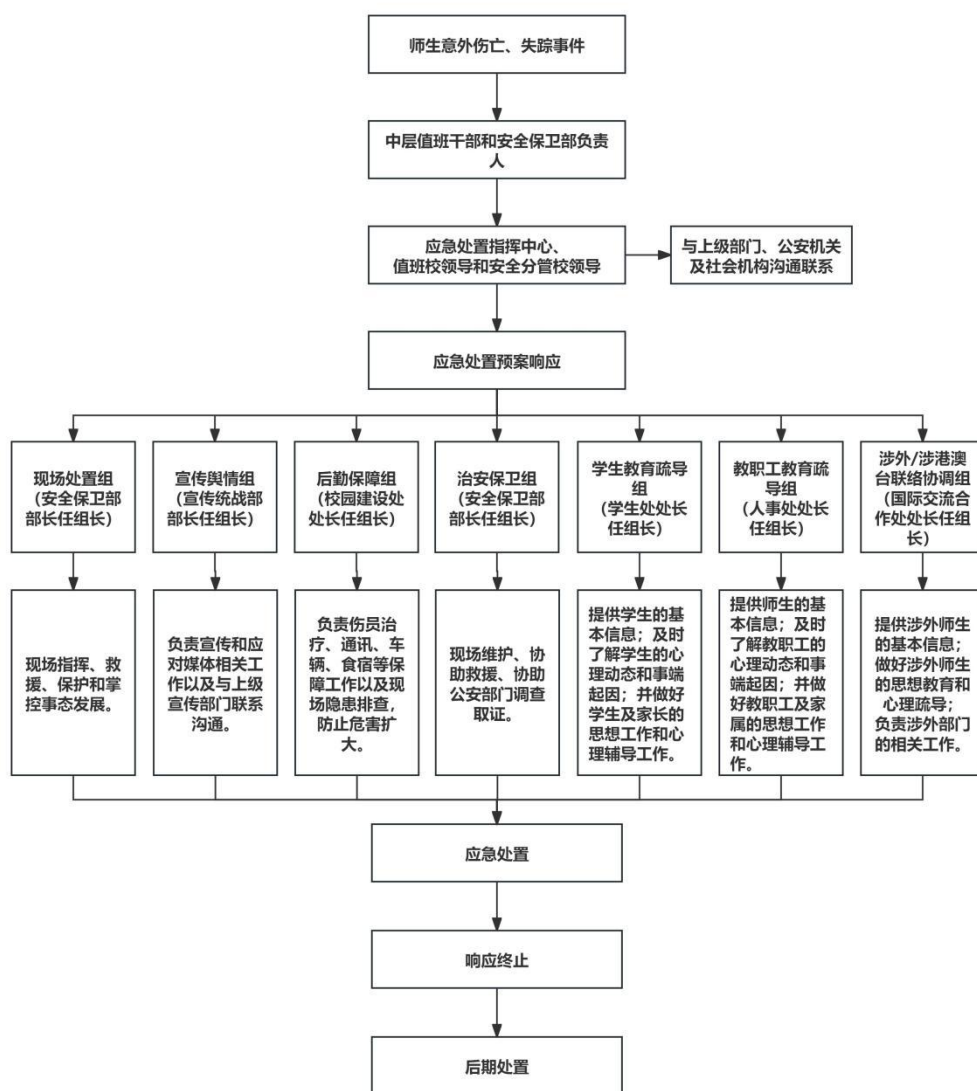 师生意外伤亡、失踪事件
中层值班干部和安全保卫部负责
人
应急处置指挥中心、
值班校领导和安全分管校领导
与上级部门、公安机关
及社会机构沟通联系
应急处置预案响应
现场处置组
（安全保卫部
部长任组长）
宣传舆情组
（宣传统战部
部长任组长）
后勤保障组
（校园建设处
处长任组长）
治安保卫组
（安全保卫部
部长任组长）
学生教育疏导
组
（学生处处长
任组长）
教职工教育疏
导组
（人事处处长
任组长）
涉外/涉港澳
台联络协调组
（国际交流合
作处处长任组
长）
现场指挥、救
援、保护和掌
控事态发展。
负责宣传和应
对媒体相关工
作以及与上级
宣传部门联系
沟通。
负责伤员治
疗、通讯、车
辆、食宿等保
障工作以及现
场隐患排查，
防止危害扩
大。
现场维护、协
助救援、协助
公安部门调查
取证。
提供学生的基
本信息；及时
了解学生的心
理动态和事端
起因；并做好
学生及家长的
思想工作和心
理辅导工作。
提供师生的基
本信息；及时
了解教职工的
心理动态和事
端起因；并做
好教职工及家
属的思想工作
和心理辅导工
作。
提供涉外师生
的基本信息；
做好涉外师生
的思想教育和
心理疏导；
负责涉外部门
的相关工作。
应急处置
响应终止
后期处置